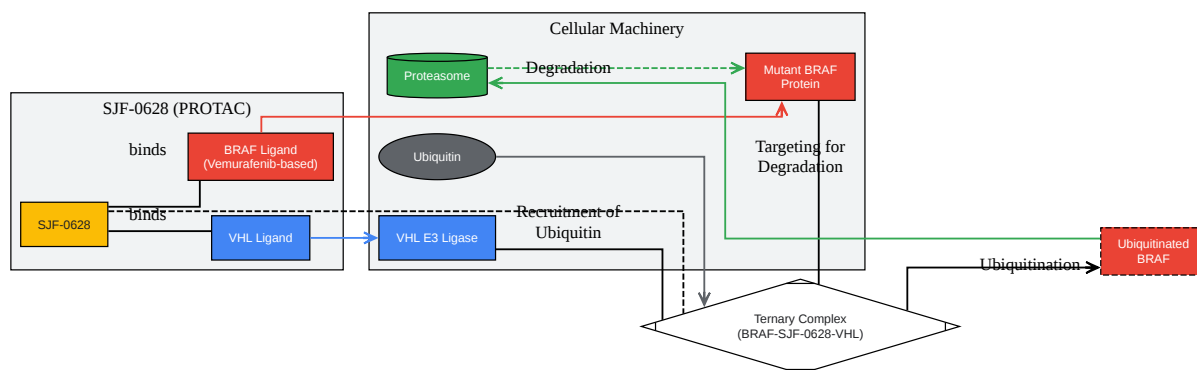 Cellular Machinery
Proteasome
Degradation
Mutant BRAF
Protein
SJF-0628 (PROTAC)
binds
BRAF Ligand
(Vemurafenib-based)
Ubiquitin
Targeting for
Degradation
SJF-0628
binds
VHL Ligand
VHL E3 Ligase
Recruitment of
Ubiquitin
Ubiquitinated
BRAF
Ubiquitination
Ternary Complex
(BRAF-SJF-0628-VHL)